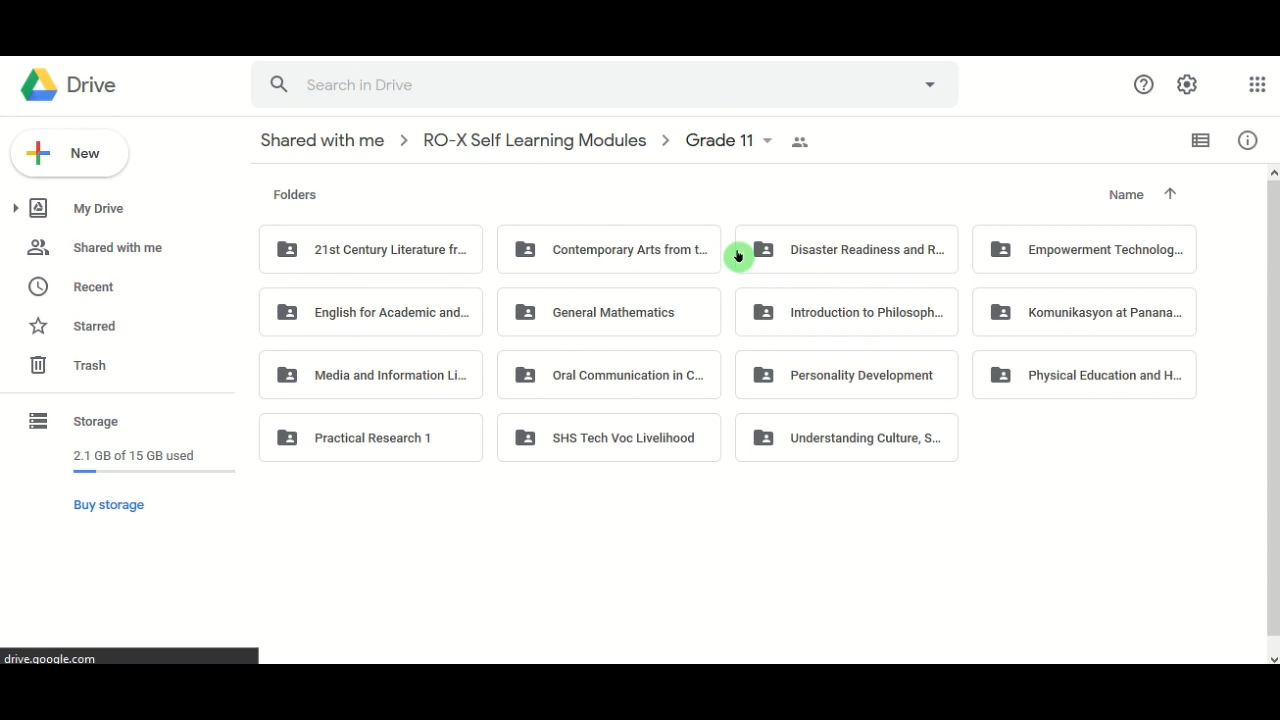 Drive
Search in Drive
New
My Drive
Shared with me
Recent
Starred
Trash
Storage
2.1 GB of 15 GB used
Buy storage
Shared with me > RO-X Self Learning Modules > Grade 11
Folders
Name
21st Century Literature fr...
Contemporary Arts from t...
Disaster Readiness and R...
Empowerment Technolog...
English for Academic and...
General Mathematics
Introduction to Philosoph...
Komunikasyon at Panana...
Media and Information Li...
Oral Communication in C...
Personality Development
Physical Education and H...
Practical Research 1
SHS Tech Voc Livelihood
Understanding Culture, S...
drive.google.com